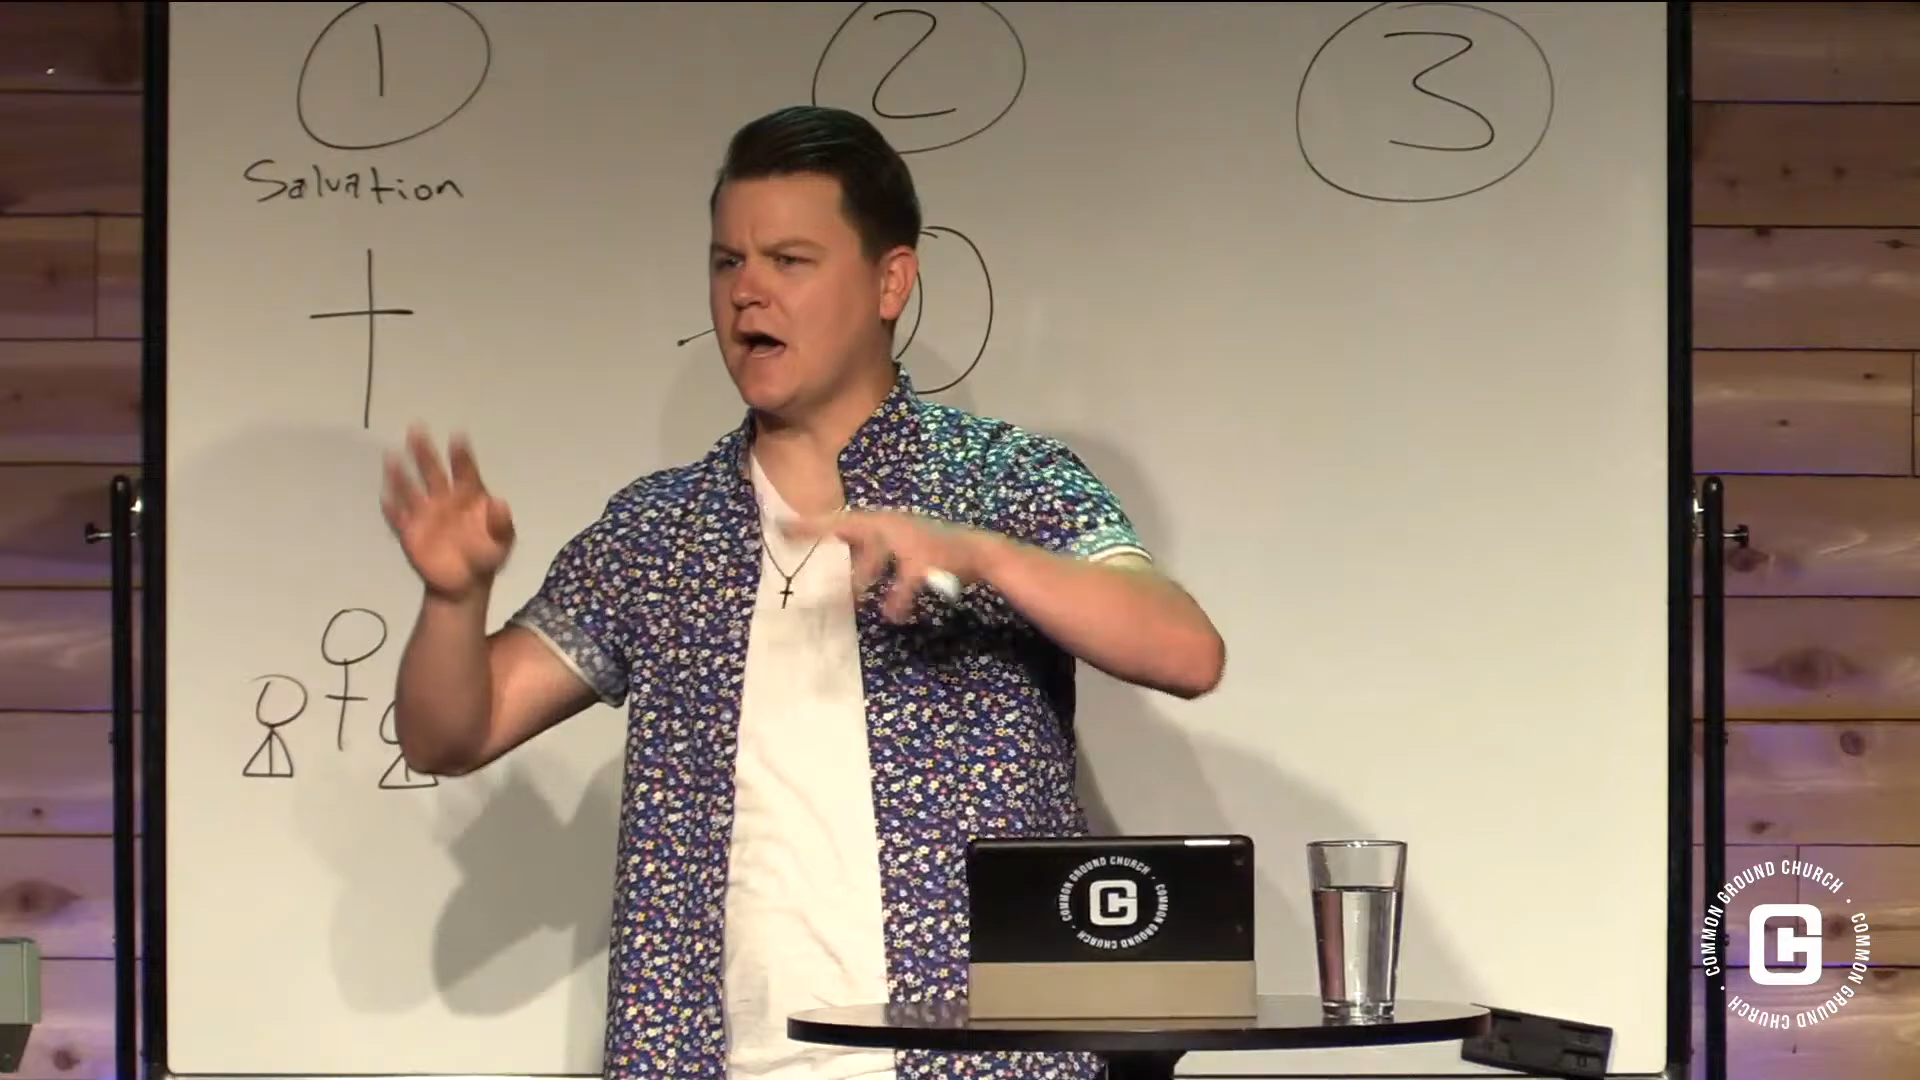 1
2
3
Salvation
COMMON GROUND CHURCH · COMMON GROUND CHURCH ·
COMMON GROUND CHURCH · COMMON GROUND CHURCH ·